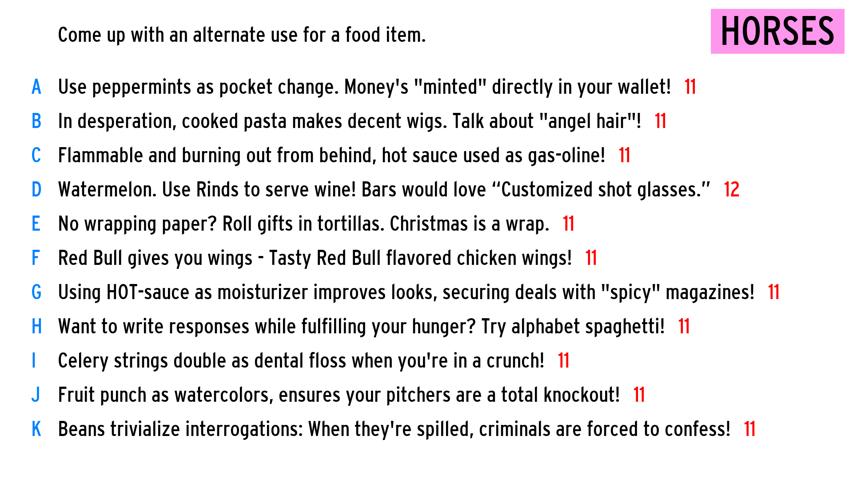 Come up with an alternate use for a food item.
HORSES
A Use peppermints as pocket change. Money's "minted" directly in your wallet! 11
B In desperation, cooked pasta makes decent wigs. Talk about "angel hair"! 11
C Flammable and burning out from behind, hot sauce used as gas-oline! 11
D Watermelon. Use Rinds to serve wine! Bars would love “Customized shot glasses.” 12
E No wrapping paper? Roll gifts in tortillas. Christmas is a wrap. 11
F Red Bull gives you wings - Tasty Red Bull flavored chicken wings! 11
G Using HOT-sauce as moisturizer improves looks, securing deals with "spicy" magazines! 11
H Want to write responses while fulfilling your hunger? Try alphabet spaghetti! 11
I Celery strings double as dental floss when you're in a crunch! 11
J Fruit punch as watercolors, ensures your pitchers are a total knockout! 11
K Beans trivialize interrogations: When they're spilled, criminals are forced to confess! 11